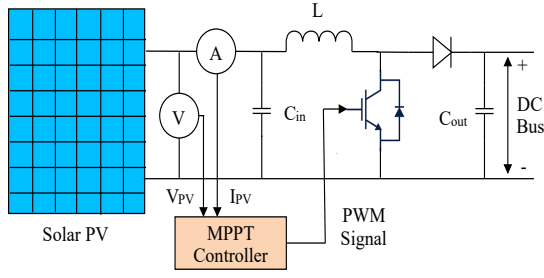 L
A
V
Cin
Cout
+
DC
Bus
-
VPV
IPV
Solar PV
MPPT
Controller
PWM
Signal